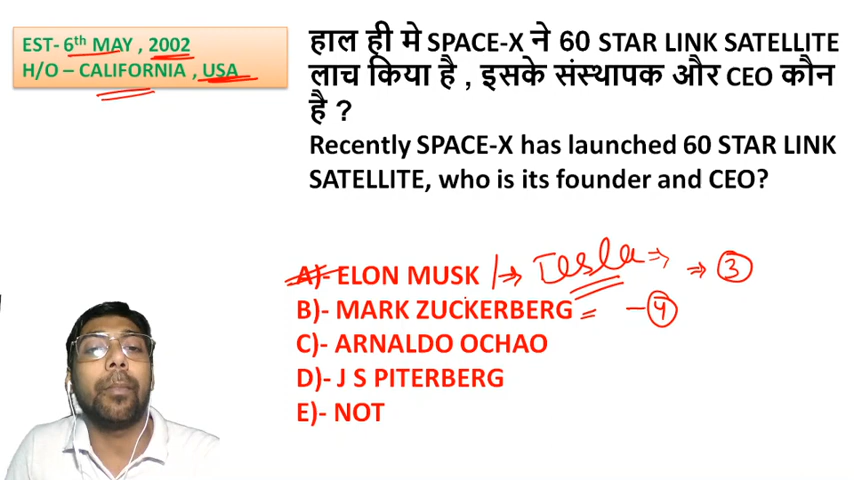 EST- 6th MAY , 2002
H/O – CALIFORNIA , USA
हाल ही मे SPACE-X ने 60 STAR LINK SATELLITE
लाच किया है , इसके संस्थापक और CEO कौन
है ?
Recently SPACE-X has launched 60 STAR LINK
SATELLITE, who is its founder and CEO?
A)- ELON MUSK |⇒ Tesla ⇒ ⇒ 3
B)- MARK ZUCKERBERG = – 4
C)- ARNALDO OCHAO
D)- J S PITERBERG
E)- NOT